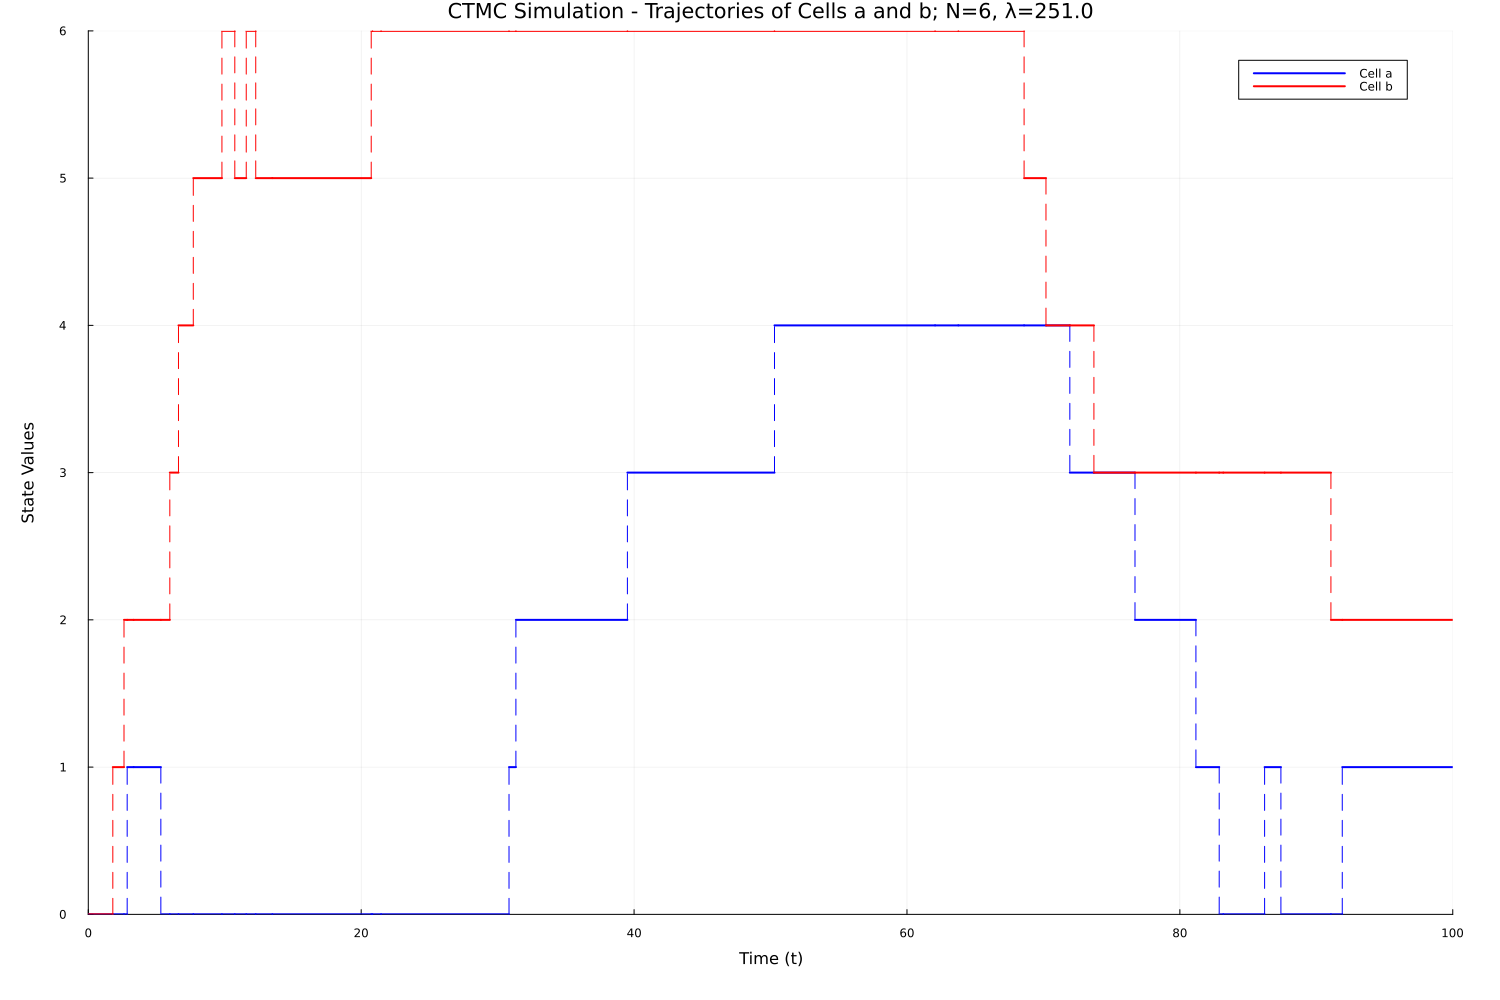 CTMC Simulation - Trajectories of Cells a and b; N=6, λ=251.0
Cell a
Cell b
State Values
6
5
4
3
2
1
0
0 20 40 60 80 100
Time (t)